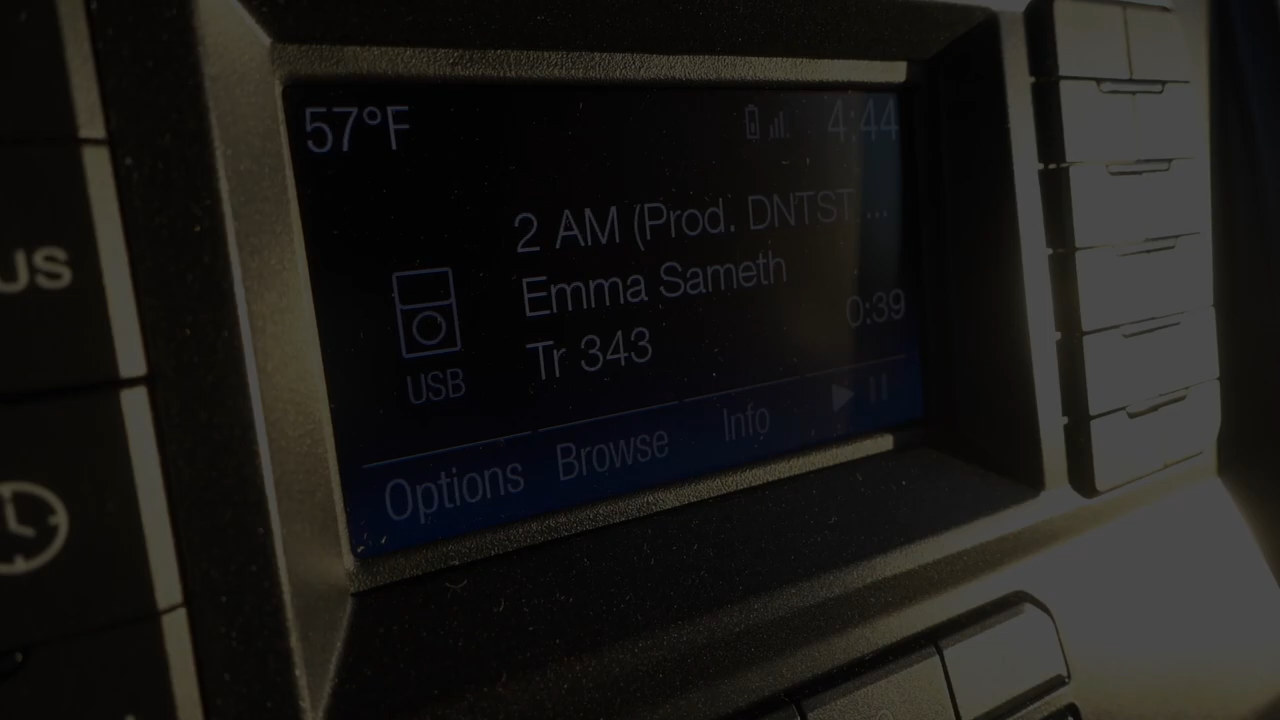 57°F
4:44
2 AM (Prod. DNTST ...
Emma Sameth
0:39
Tr 343
USB
Options Browse Info
US